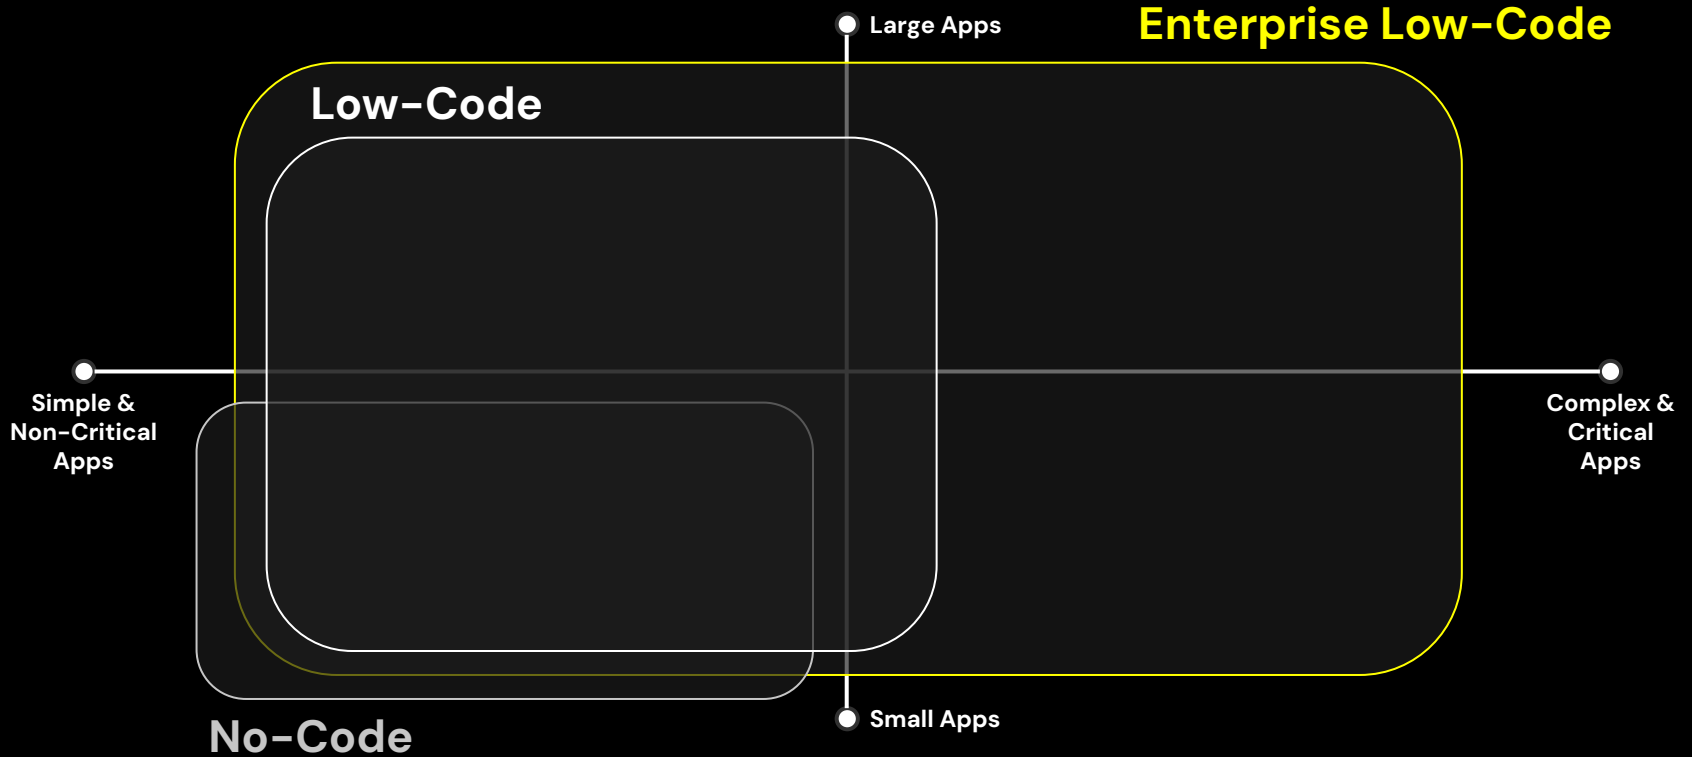 Large Apps
Enterprise Low-Code
Low-Code
Simple &
Non-Critical
Apps
Complex &
Critical
Apps
Small Apps
No-Code